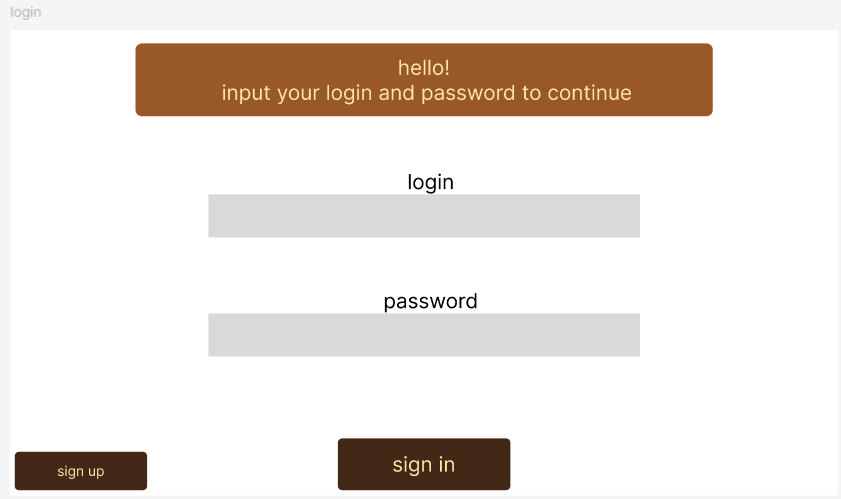 login
hello!
input your login and password to continue
login
password
sign up
sign in